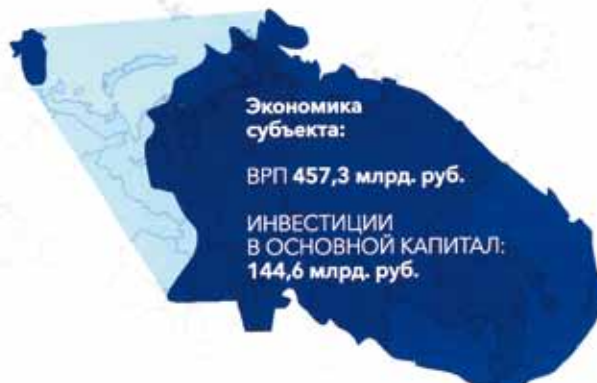 Экономика
субъекта:
ВРП 457,3 млрд. руб.
ИНВЕСТИЦИИ
В ОСНОВНОЙ КАПИТАЛ:
144,6 млрд. руб.